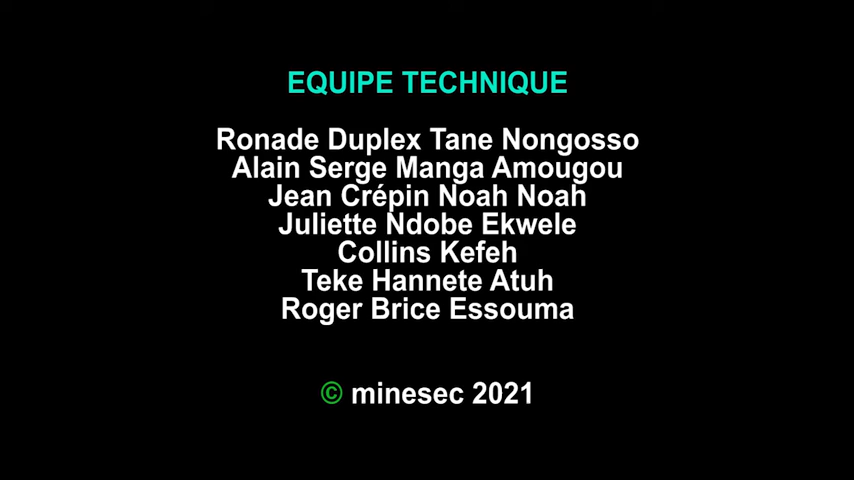 EQUIPE TECHNIQUE
Ronade Duplex Tane Nongosso
Alain Serge Manga Amougou
Jean Crépin Noah Noah
Juliette Ndobe Ekwele
Collins Kefeh
Teke Hannete Atuh
Roger Brice Essouma
© minesec 2021